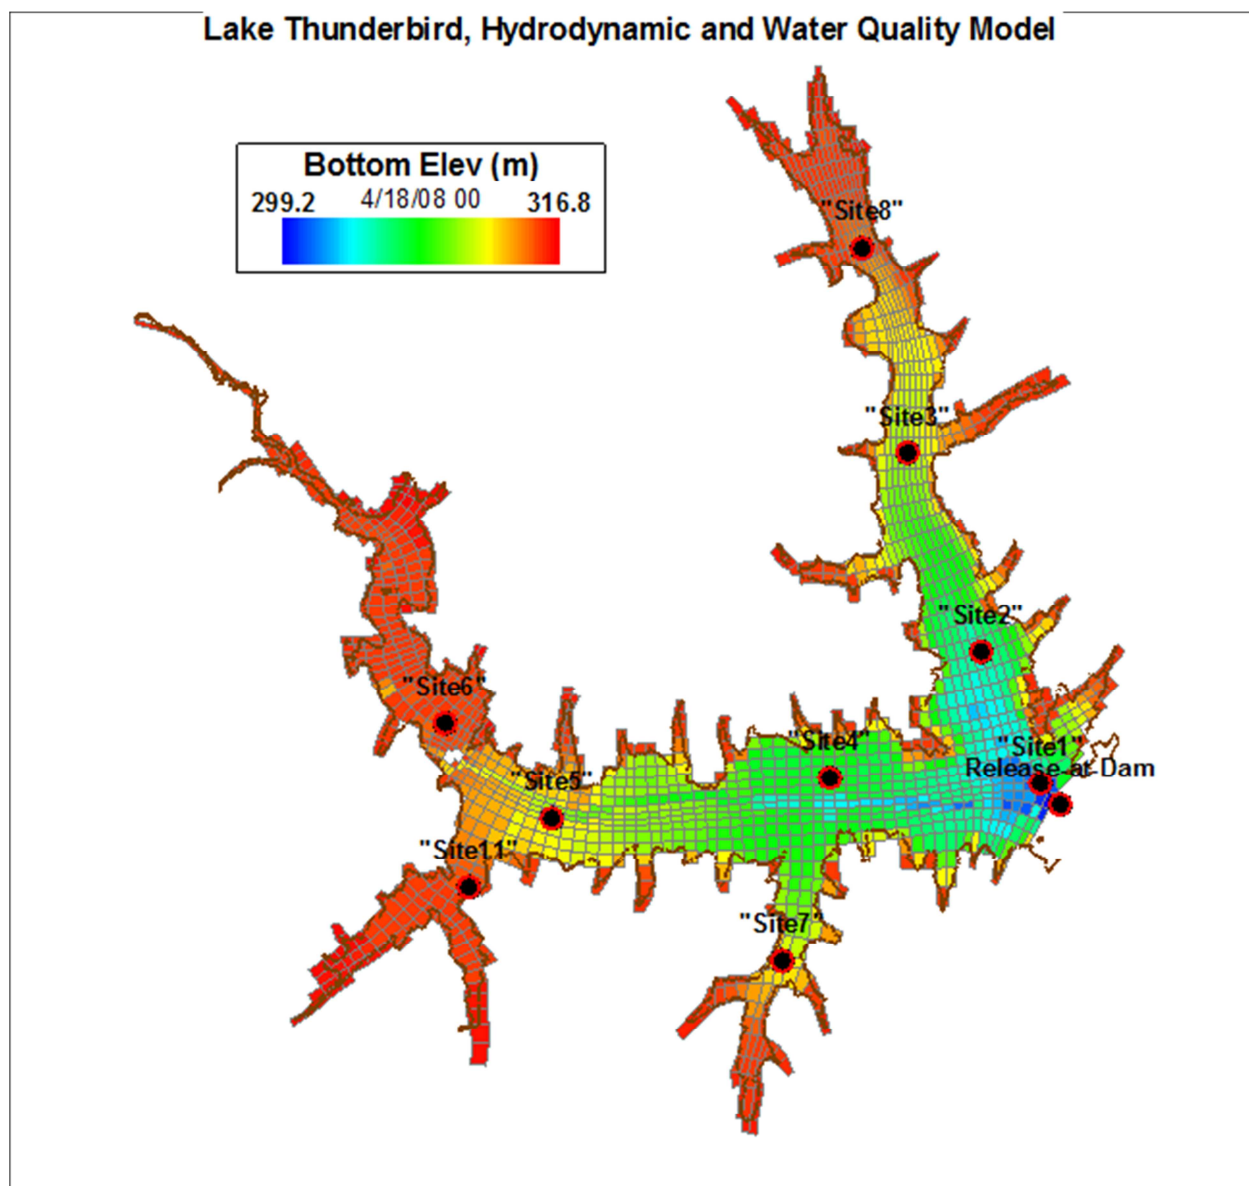 Lake Thunderbird, Hydrodynamic and Water Quality Model
Bottom Elev (m)
299.2 4/18/08 00 316.8
"Site8"
"Site3"
"Site2"
"Site6"
"Site4"
"Site1"
Release-at-Dam
"Site5"
"Site11"
"Site7"